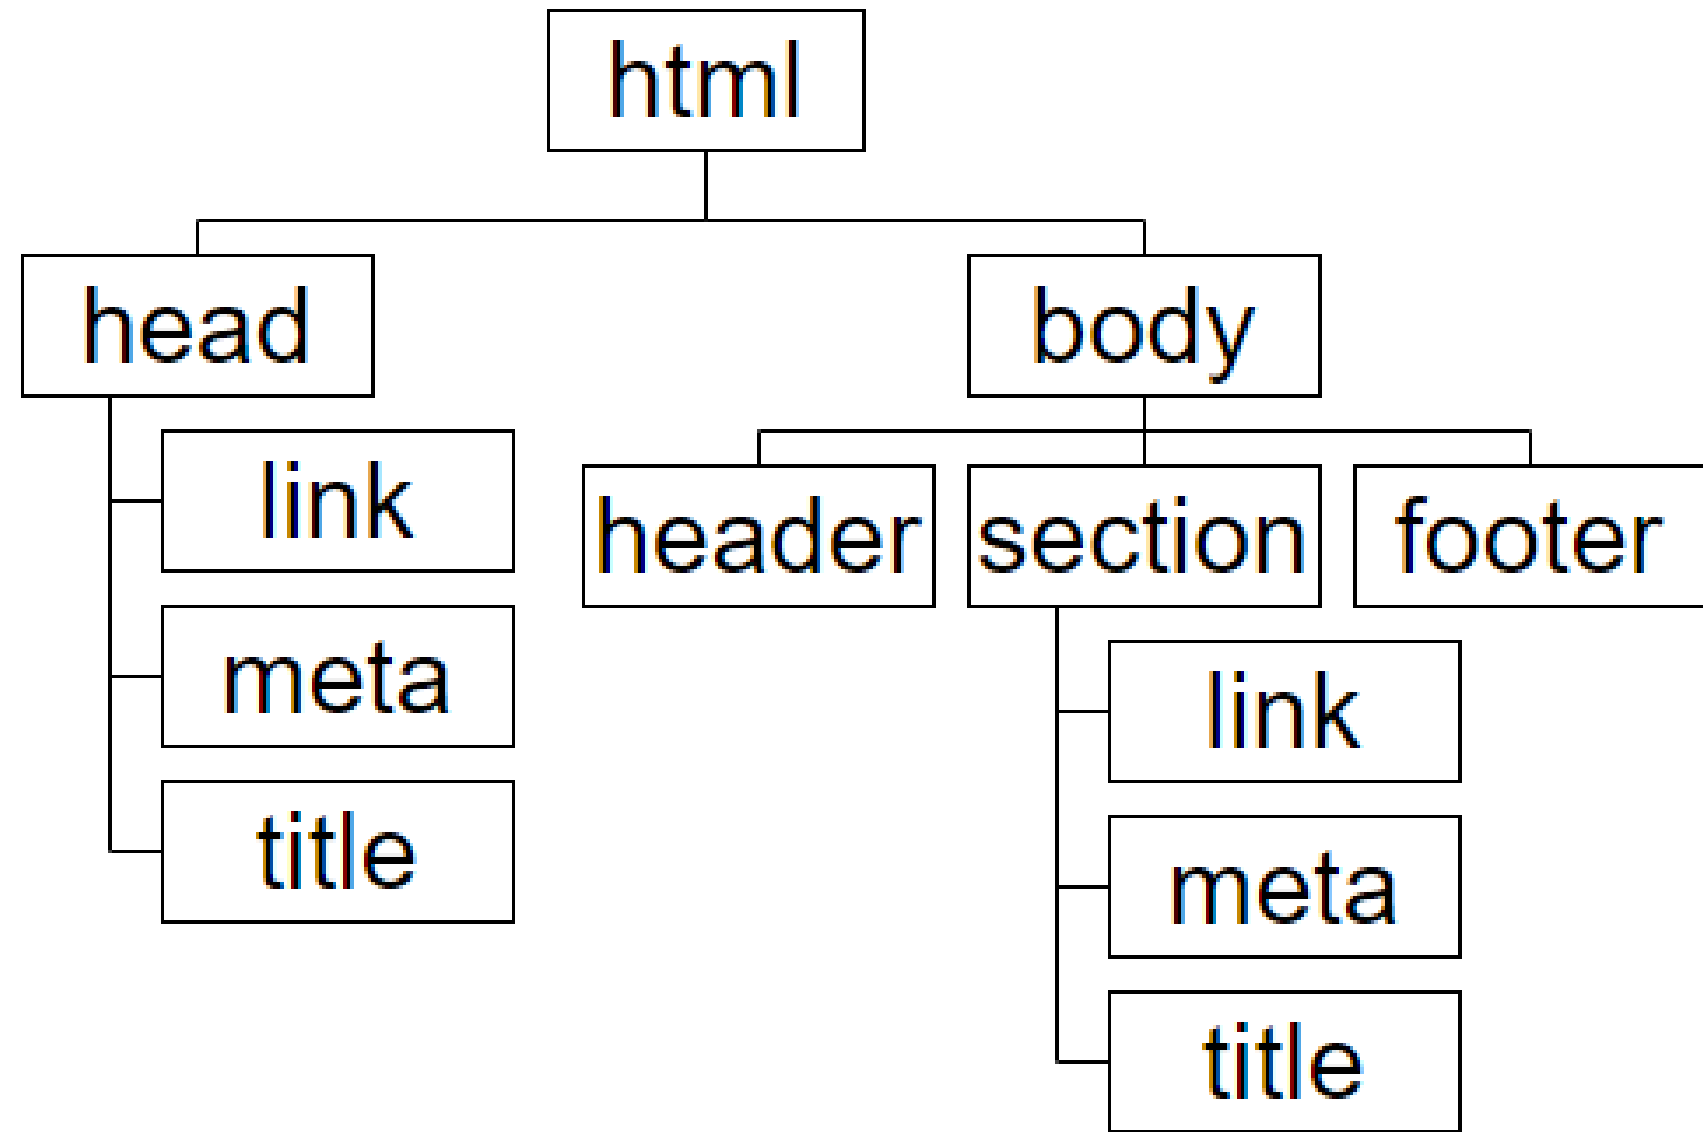 html
head
body
link
meta
title
header
section
footer
link
meta
title